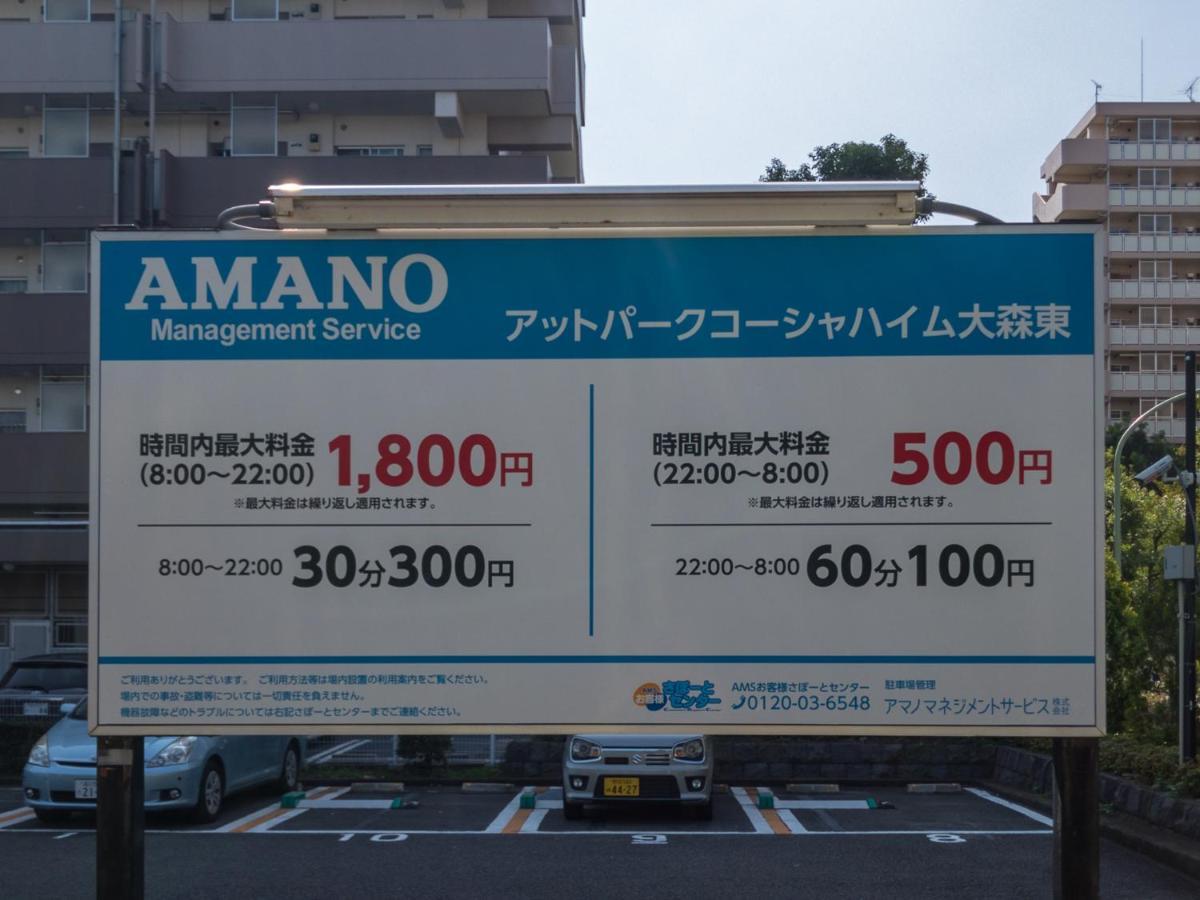 AMANO
Management Service
アットパークコーシャハイム大森東
時間内最大料金
(8:00～22:00)
1,800円
※最大料金は繰り返し適用されます。
8:00～22:00 30分300円
時間内最大料金
(22:00～8:00)
500円
※最大料金は繰り返し適用されます。
22:00～8:00 60分100円
ご利用ありがとうございます。 ご利用方法等は場内設置の利用案内をご覧ください。
場内での事故・盗難等については一切責任を負えません。
機器故障などのトラブルについては右記さぽーとセンターまでご連絡ください。
AMS
お客様
さぽーと
センター
AMSお客様さぽーとセンター
0120-03-6548
駐車場管理
アマノマネジメントサービス株式会社
44-27
10
9
8